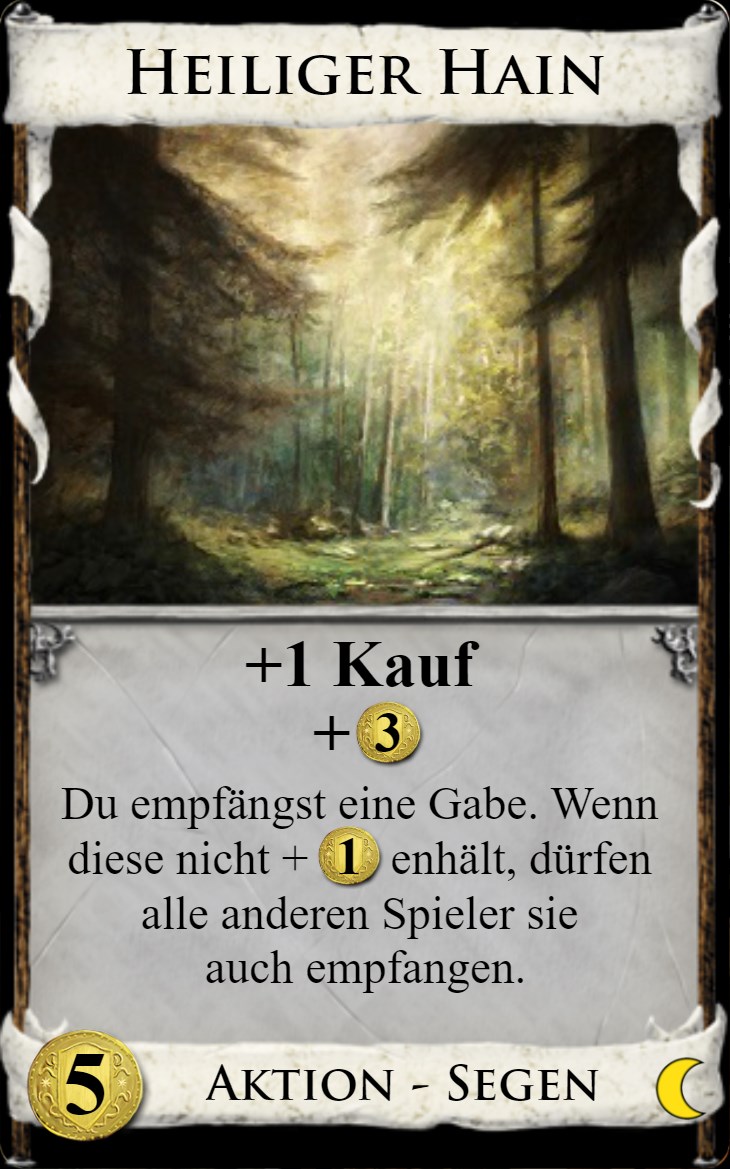 Heiliger Hain
+1 Kauf
+3
Du empfängst eine Gabe. Wenn
diese nicht + 1 enhält, dürfen
alle anderen Spieler sie
auch empfangen.
5 Aktion - Segen